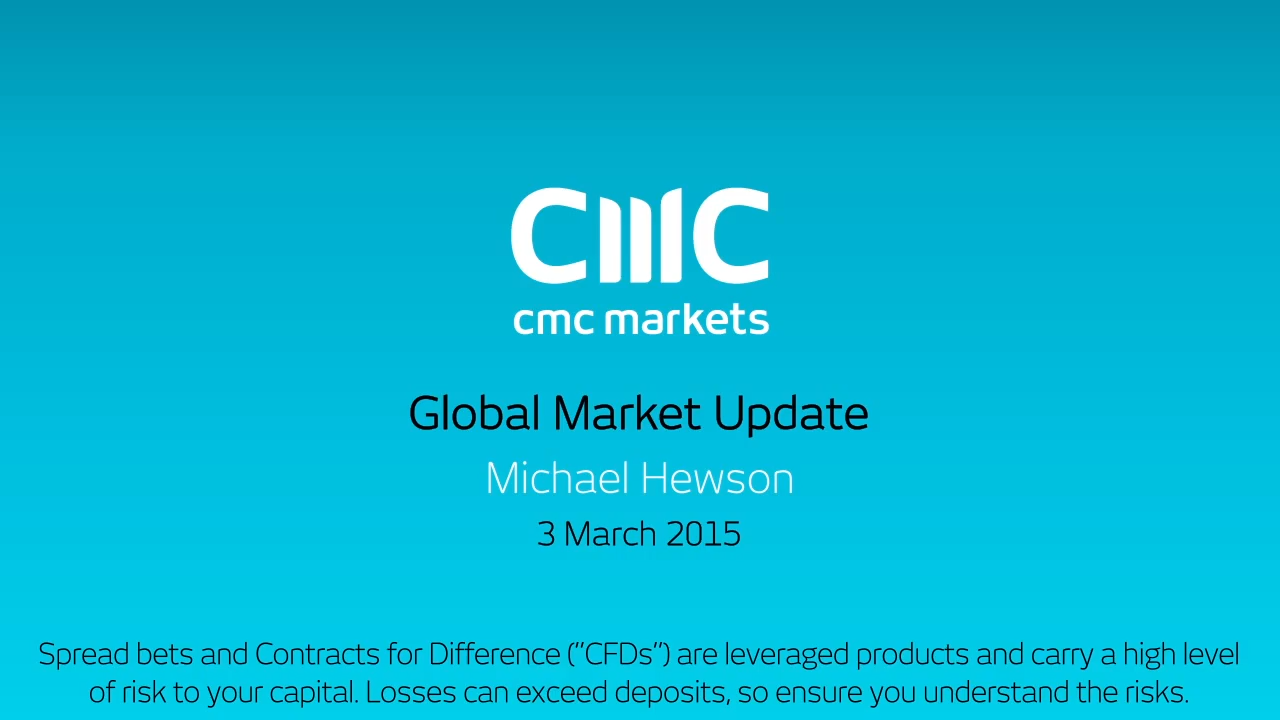 CMC
cmc markets
Global Market Update
Michael Hewson
3 March 2015
Spread bets and Contracts for Difference (“CFDs”) are leveraged products and carry a high level
of risk to your capital. Losses can exceed deposits, so ensure you understand the risks.